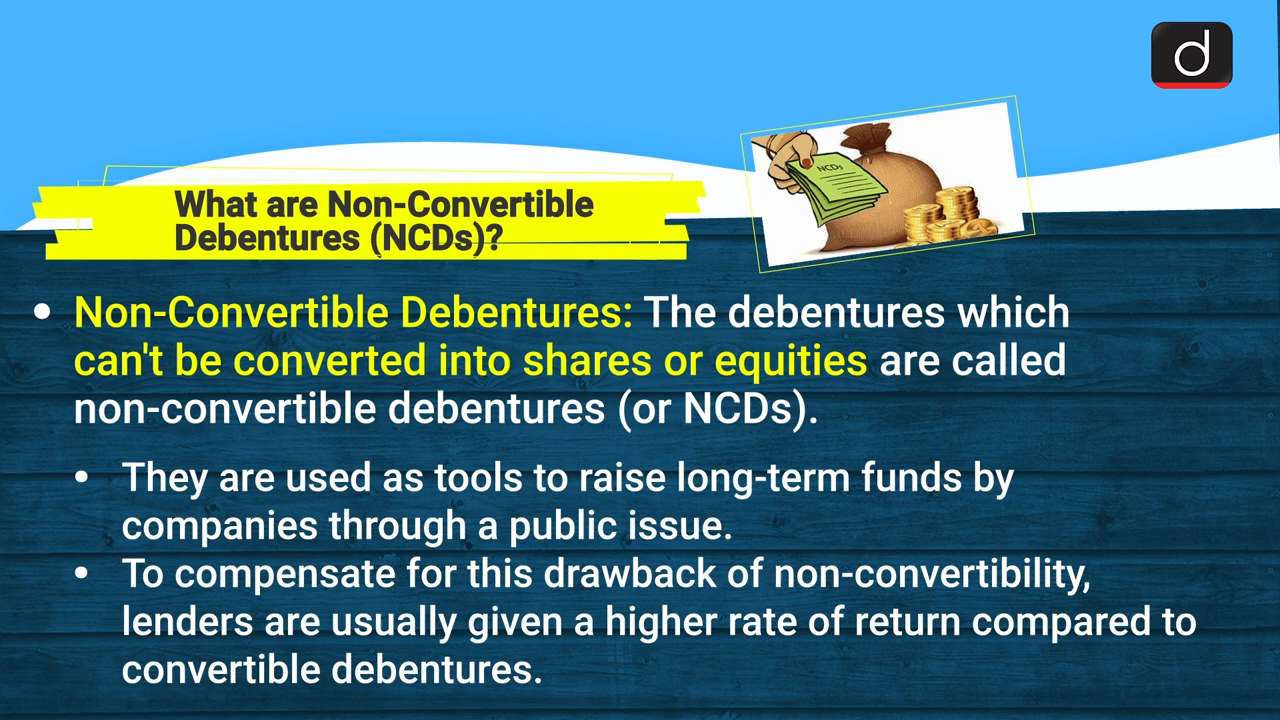 d
What are Non-Convertible
Debentures (NCDs)?
NCDs
• Non-Convertible Debentures: The debentures which
can't be converted into shares or equities are called
non-convertible debentures (or NCDs).
• They are used as tools to raise long-term funds by
companies through a public issue.
• To compensate for this drawback of non-convertibility,
lenders are usually given a higher rate of return compared to
convertible debentures.